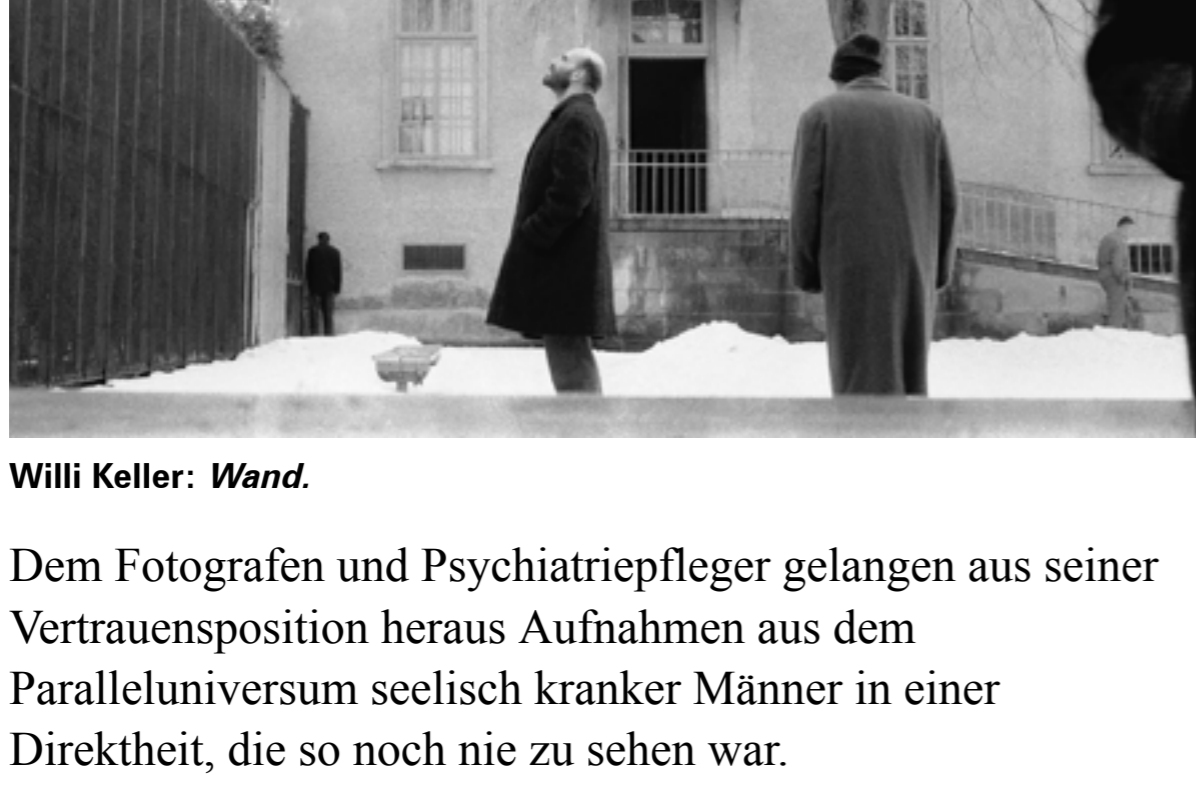 Willi Keller: Wand.
Dem Fotografen und Psychiatriepfleger gelangen aus seiner
Vertrauensposition heraus Aufnahmen aus dem
Paralleluniversum seelisch kranker Männer in einer
Direktheit, die so noch nie zu sehen war.